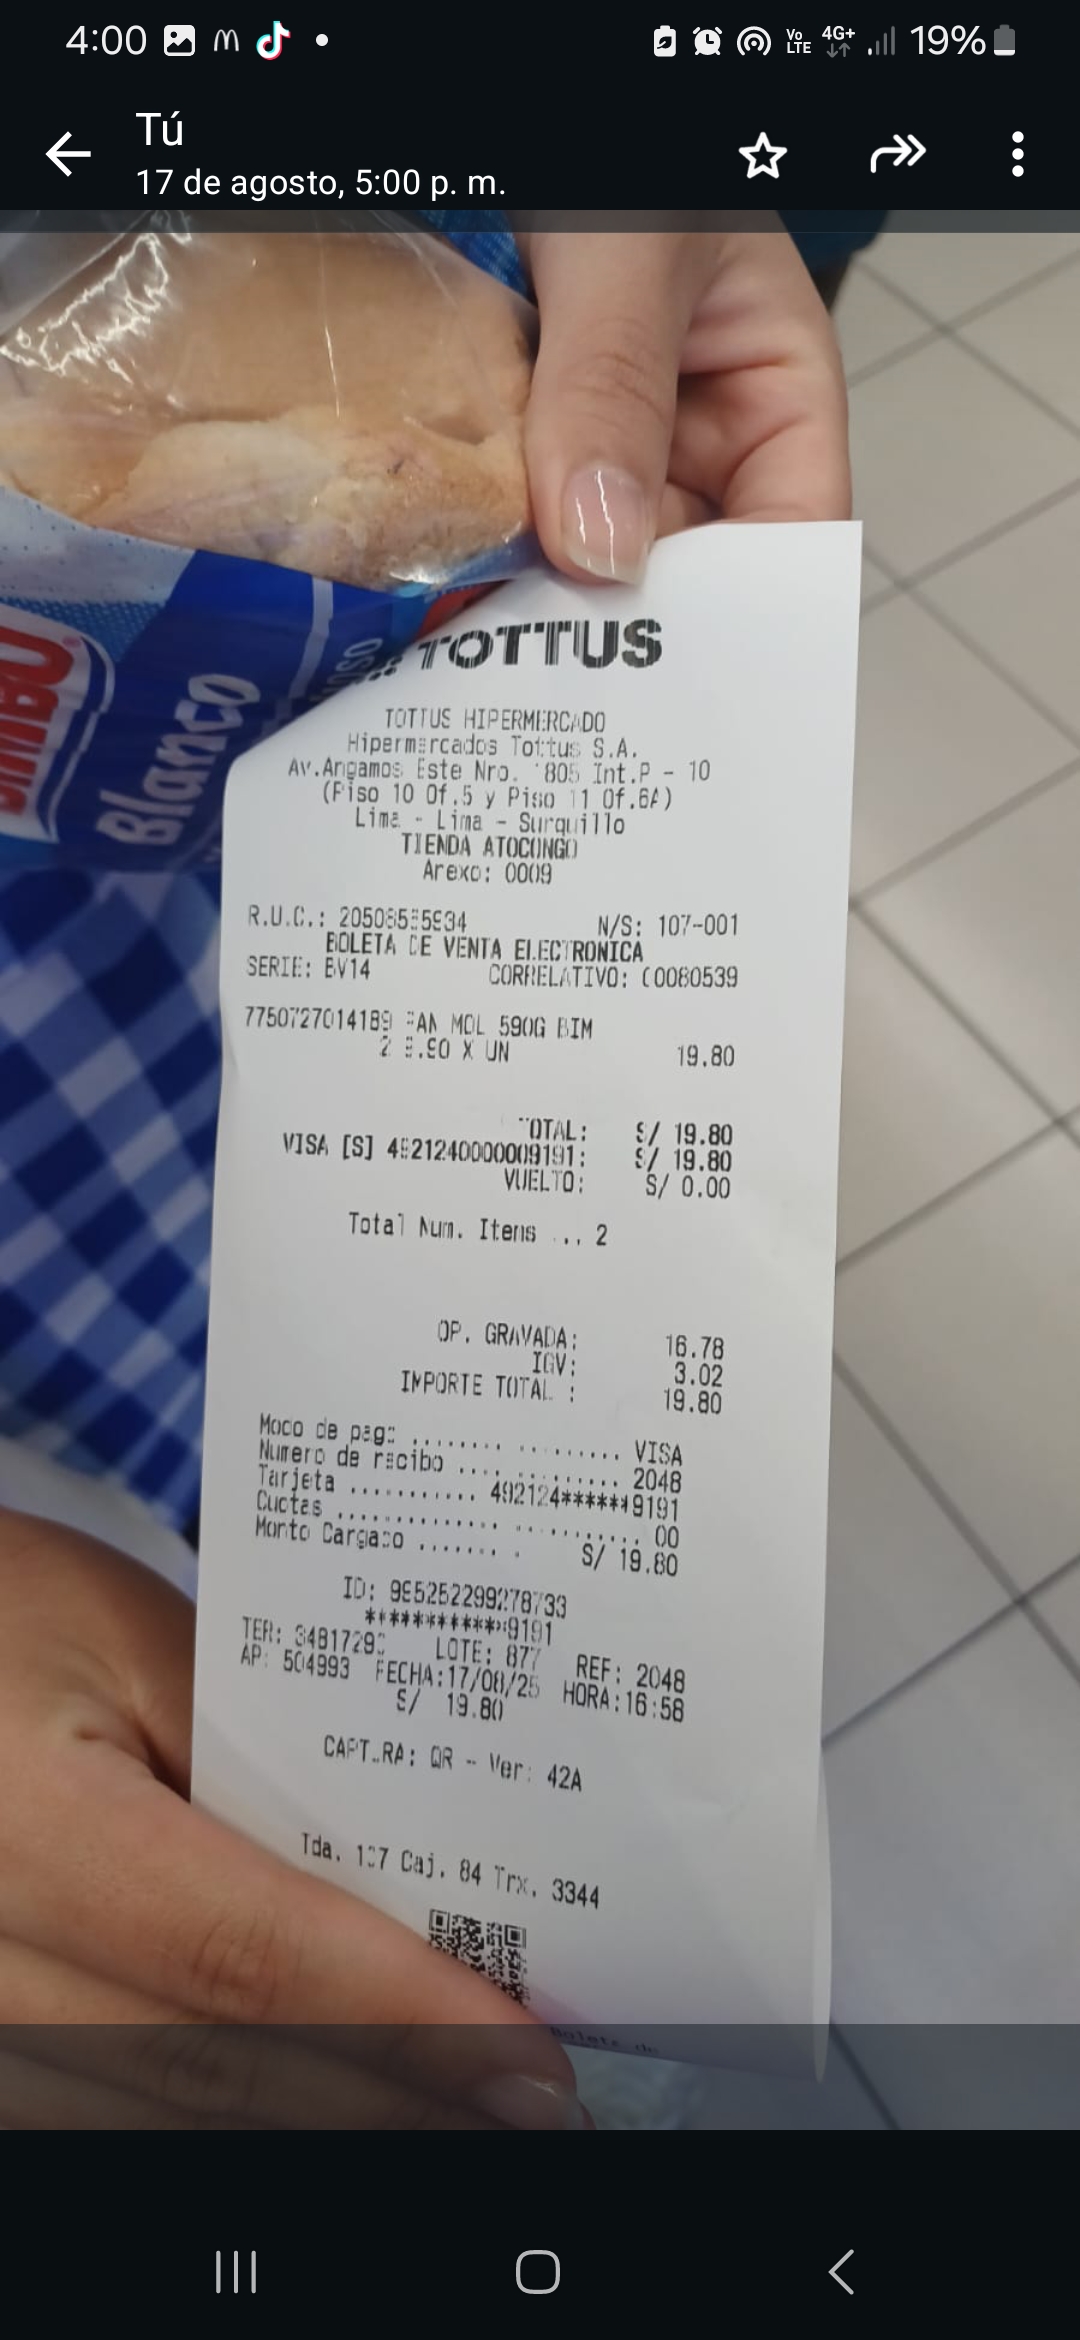 4:00
Vo LTE 4G+ 19%
Tú
17 de agosto, 5:00 p. m.
Blanco
TOTTUS
TOTTUS HIPERMERCADO
Hipermercados Tottus S.A.
Av.Angamos Este Nro. 1805 Int.P - 10
(Piso 10 Of.5 y Piso 11 Of.6A)
Lima - Lima - Surquillo
TIENDA ATOCONGO
Anexo: 0009
R.U.C.: 20508565934 N/S: 107-001
BOLETA DE VENTA ELECTRONICA
SERIE: BV14 CORRELATIVO: 00080539
7750727014189 PAN MOL 590G BIM
2 9.90 X UN 19.80
TOTAL: S/ 19.80
VISA [S] 4921240000009191: S/ 19.80
VUELTO: S/ 0.00
Total Num. Items ... 2
OP. GRAVADA: 16.78
IGV: 3.02
IMPORTE TOTAL : 19.80
Modo de pago .................. VISA
Numero de recibo .............. 2048
Tarjeta ........... 492124******9191
Cuotas .......................... 00
Monto Cargado ....... . S/ 19.80
ID: 995252299278733
************9191
TER: 34817293 LOTE: 877 REF: 2048
AP: 504993 FECHA:17/08/25 HORA:16:58
S/ 19.80
CAPTURA: QR - Ver: 42A
Tda. 107 Caj. 84 Trx. 3344
Boleta de